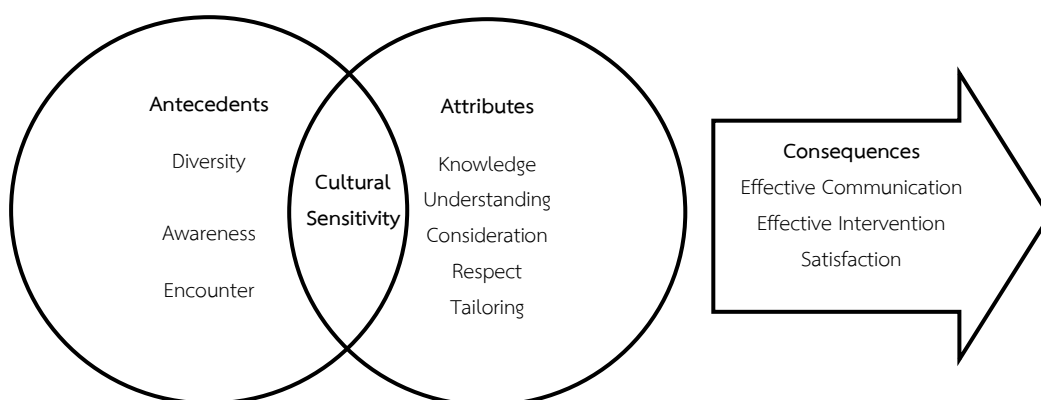 Antecedents
Diversity
Awareness
Encounter
Cultural
Sensitivity
Attributes
Knowledge
Understanding
Consideration
Respect
Tailoring
Consequences
Effective Communication
Effective Intervention
Satisfaction